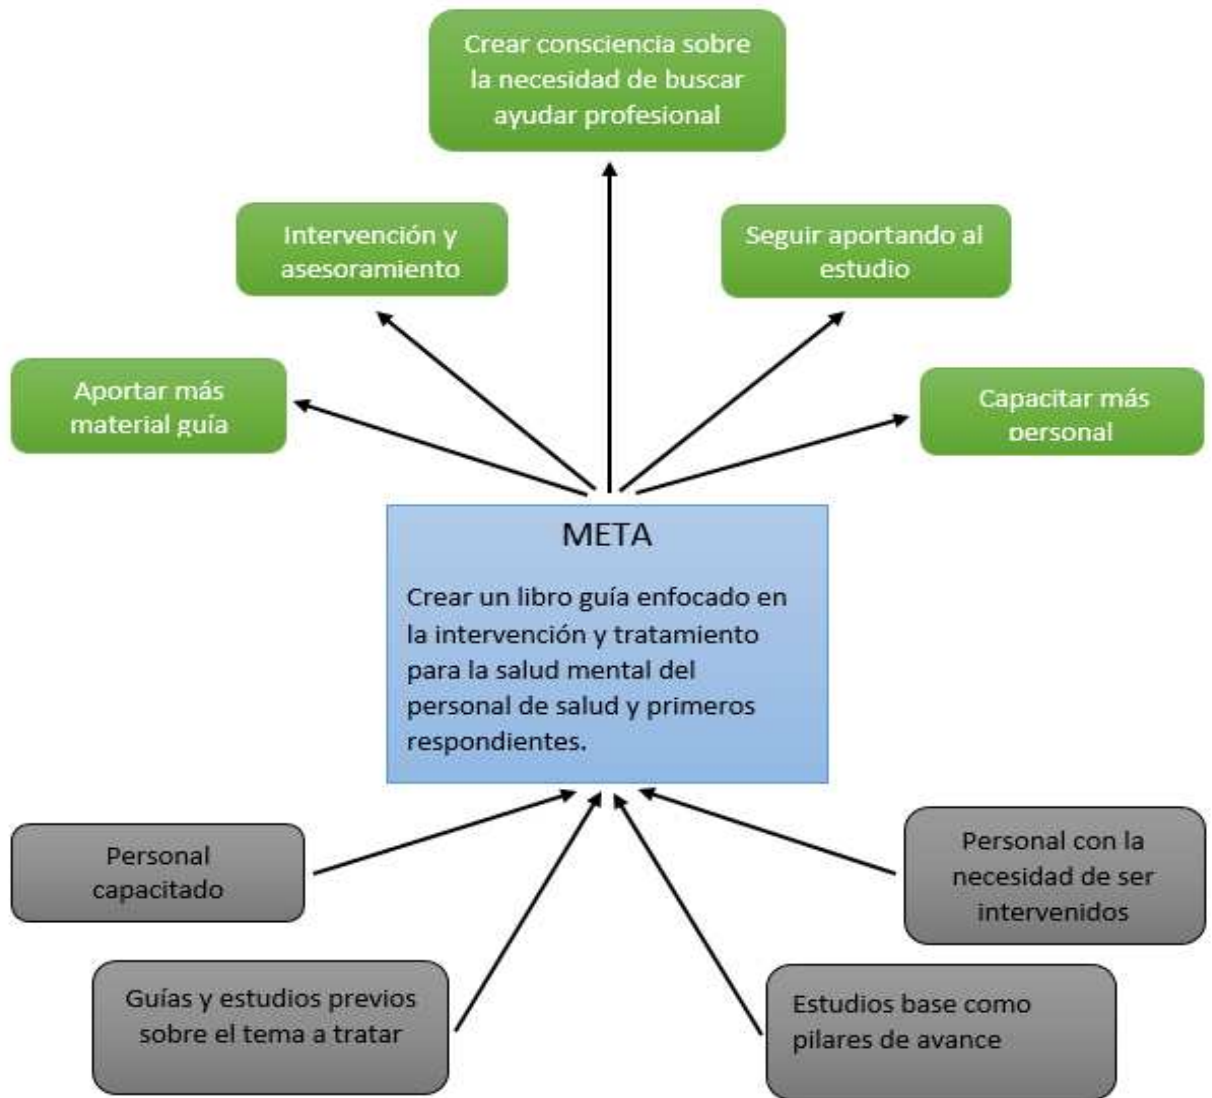 Crear consciencia sobre
la necesidad de buscar
ayudar profesional
Intervención y
asesoramiento
Seguir aportando al
estudio
Aportar más
material guía
Capacitar más
personal
META
Crear un libro guía enfocado en
la intervención y tratamiento
para la salud mental del
personal de salud y primeros
respondientes.
Personal
capacitado
Personal con la
necesidad de ser
intervenidos
Guías y estudios previos
sobre el tema a tratar
Estudios base como
pilares de avance